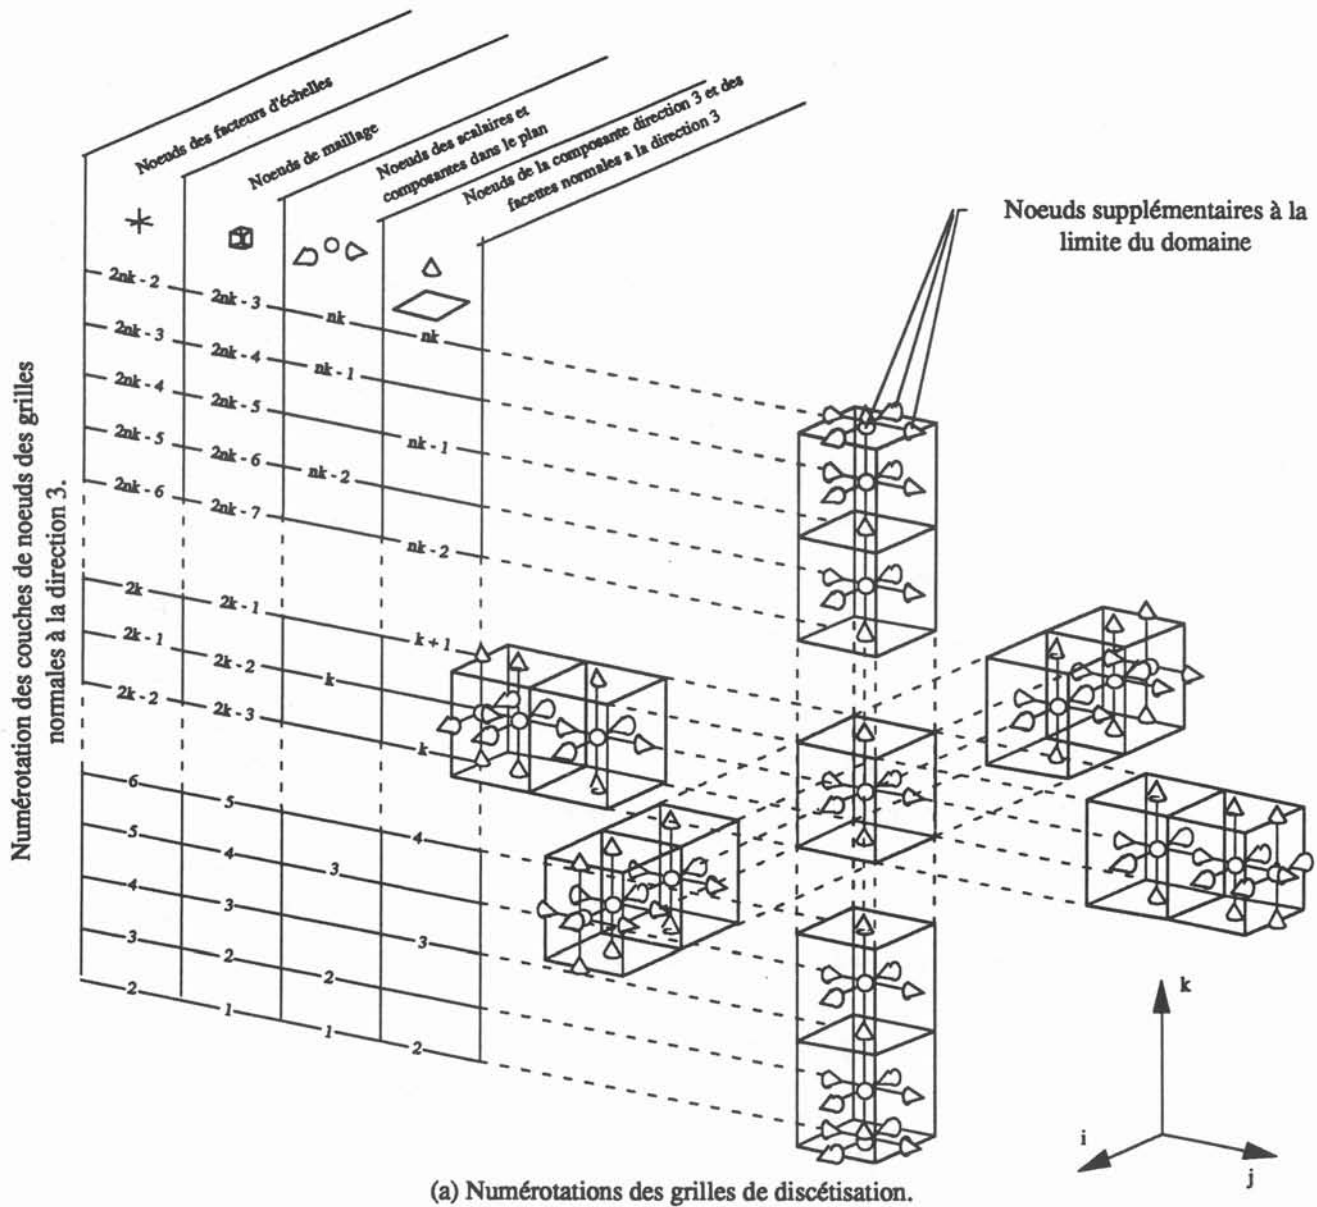 Noeuds des facteurs d'échelles
Noeuds de maillage
Noeuds des scalaires et
composantes dans le plan
Noeuds de la composante direction 3 et des
facettes normales a la direction 3
Noeuds supplémentaires à la
limite du domaine
Numérotation des couches de noeuds des grilles
normales à la direction 3.
2nk - 2 2nk - 3 nk nk
2nk - 3 2nk - 4 nk - 1
2nk - 4 2nk - 5 nk - 1
2nk - 5 2nk - 6 nk - 2
2nk - 6 2nk - 7 nk - 2
2k 2k - 1 k + 1
2k - 1 2k - 2 k
2k - 2 2k - 3 k
6 5 4
5 4 3
4 3 3
3 2 2
2 1 1 2
k
i
j
(a) Numérotations des grilles de discétisation.